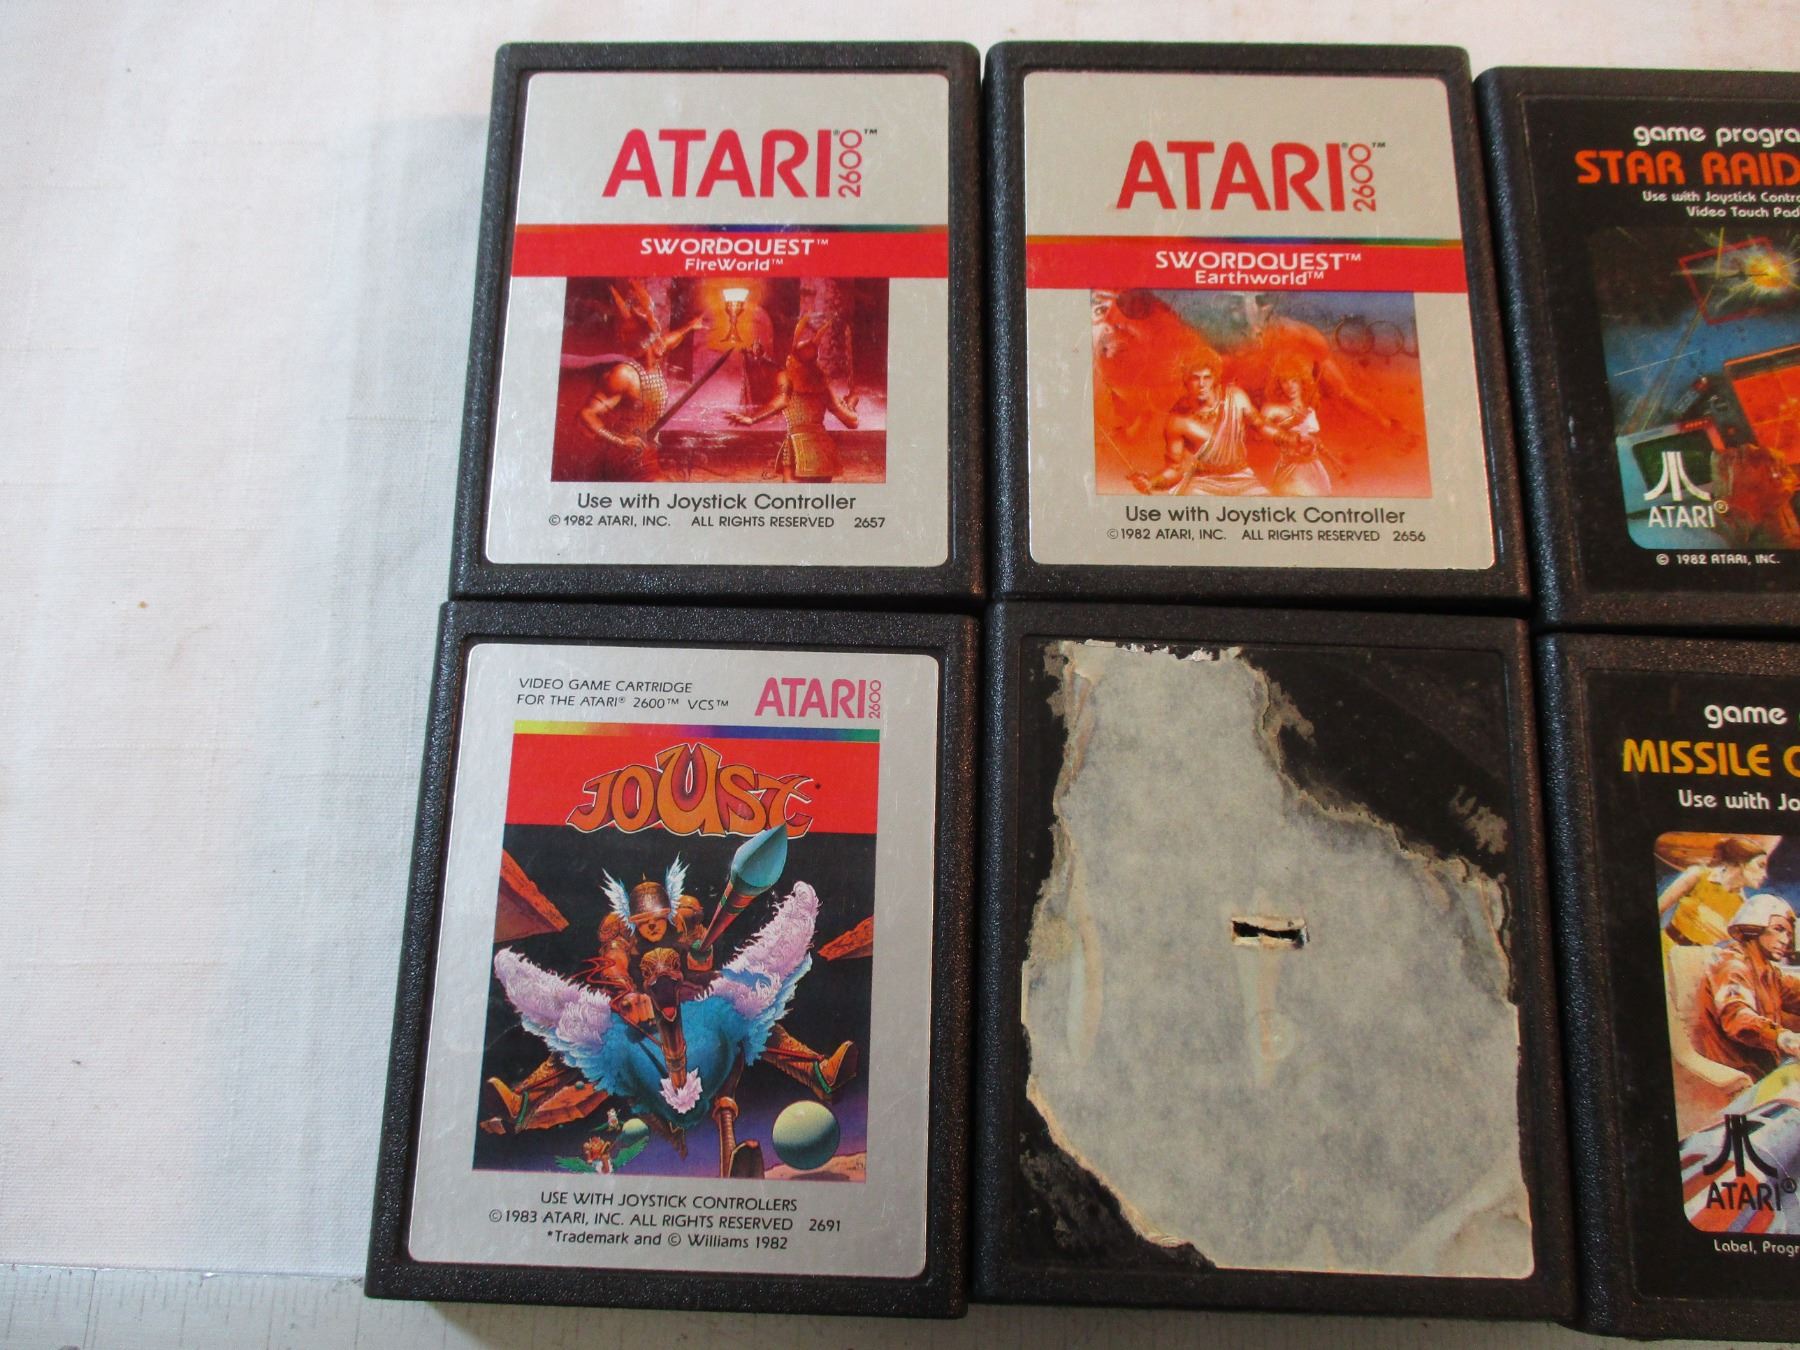 ATARI® 2600™
SWORDQUEST™
FireWorld™
Use with Joystick Controller
© 1982 ATARI, INC. ALL RIGHTS RESERVED 2657
ATARI® 2600™
SWORDQUEST™
Earthworld™
Use with Joystick Controller
© 1982 ATARI, INC. ALL RIGHTS RESERVED 2656
game progra
STAR RAID
Use with Joystick Contro
Video Touch Pad
ATARI®
© 1982 ATARI, INC.
VIDEO GAME CARTRIDGE
FOR THE ATARI® 2600™ VCS™
ATARI 2600
JOUST*
USE WITH JOYSTICK CONTROLLERS
© 1983 ATARI, INC. ALL RIGHTS RESERVED 2691
*Trademark and © Williams 1982
game
MISSILE C
Use with Jo
ATARI®
Label, Progr